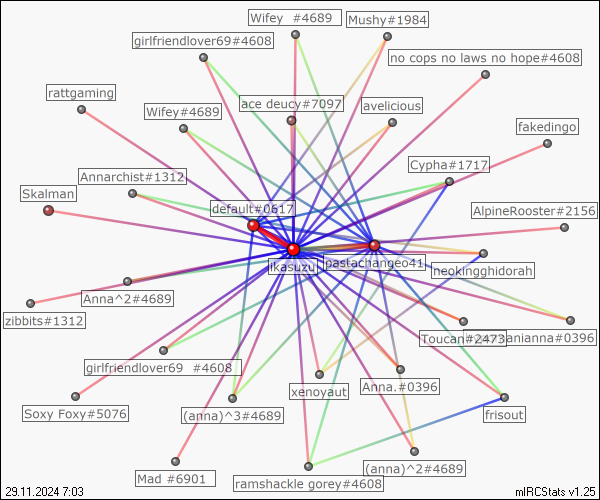 Wifey #4689
Mushy#1984
girlfriendlover69#4608
no cops no laws no hope#4608
rattgaming
ace deucy#7097
avelicious
Wifey#4689
fakedingo
Cypha#1717
Annarchist#1312
Skalman
default#0617
AlpineRooster#2156
ikasuzu
pastachangeo41
neokingghidorah
Anna^2#4689
zibbits#1312
Toucan#2473
anianna#0396
girlfriendlover69 #4608
Anna.#0396
xenoyaut
Soxy Foxy#5076
(anna)^3#4689
frisout
(anna)^2#4689
Mad #6901
ramshackle gorey#4608
29.11.2024 7:03
mIRCStats v1.25